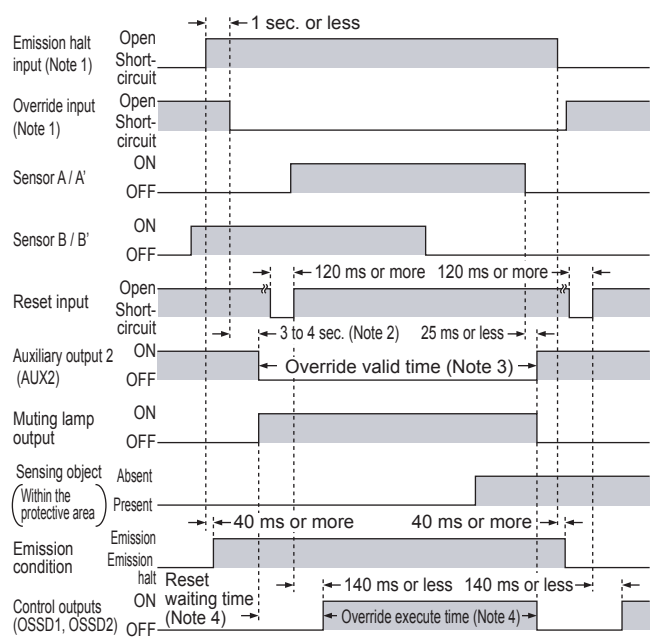 1 sec. or less
Emission halt
input (Note 1)
Open
Short-
circuit
Override input
(Note 1)
Open
Short-
circuit
Sensor A / A'
ON
OFF
Sensor B / B'
ON
OFF
120 ms or more
120 ms or more
Reset input
Open
Short-
circuit
3 to 4 sec. (Note 2)
25 ms or less
Auxiliary output 2
(AUX2)
ON
OFF
Override valid time (Note 3)
Muting lamp
output
ON
OFF
Sensing object
(Within the
protective area)
Absent
Present
40 ms or more
40 ms or more
Emission
condition
Emission
Emission
halt
Reset
waiting time
(Note 4)
140 ms or less
140 ms or less
Control outputs
(OSSD1, OSSD2)
ON
OFF
Override execute time (Note 4)